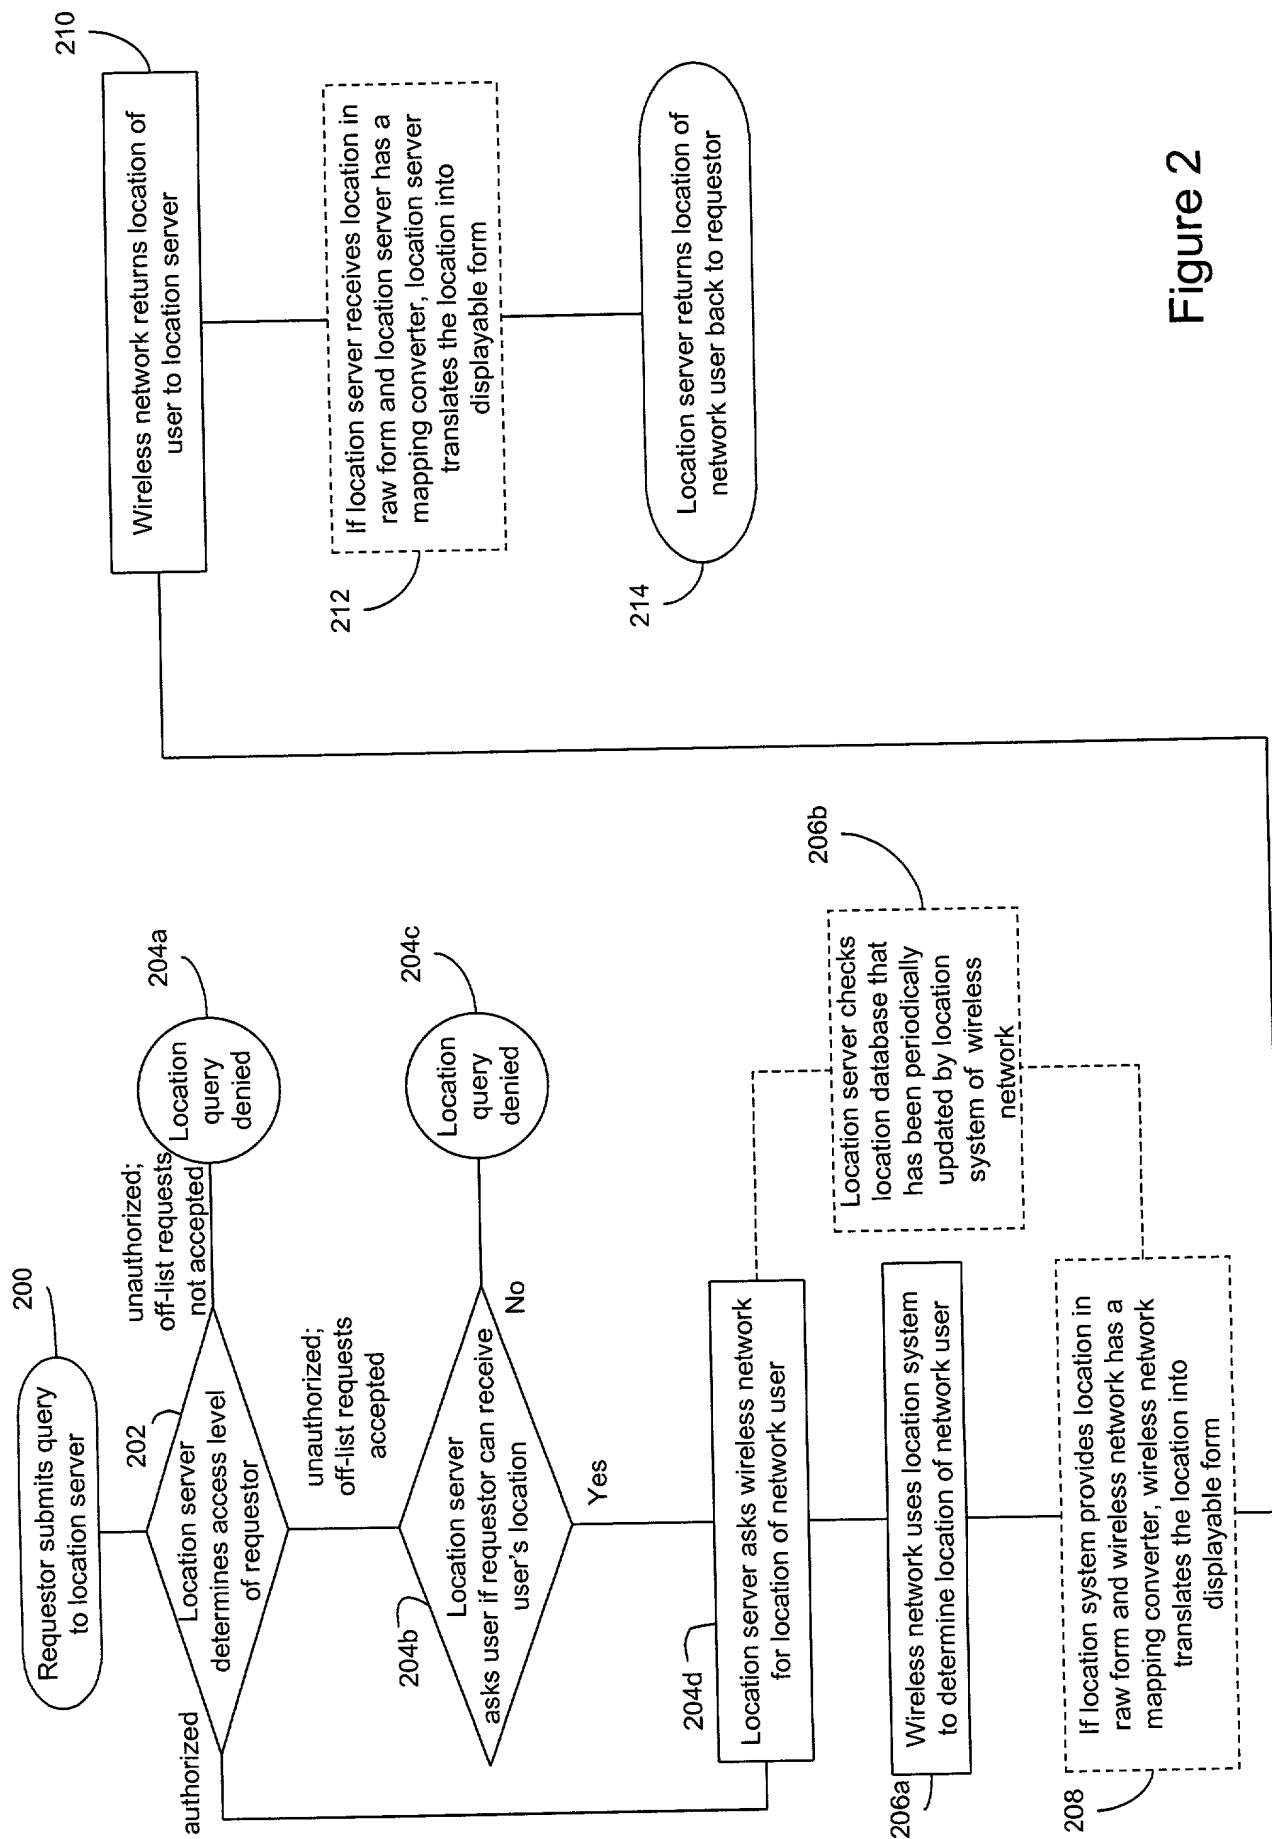 200
Requestor submits query
to location server
202
Location server
determines access level
of requestor
authorized
unauthorized;
off-list requests
not accepted
204a
Location
query
denied
unauthorized;
off-list requests
accepted
204b
Location server
asks user if requestor can receive
user's location
No
204c
Location
query
denied
Yes
204d
Location server asks wireless network
for location of network user
206a
Wireless network uses location system
to determine location of network user
206b
Location server checks
location database that
has been periodically
updated by location
system of wireless
network
208
If location system provides location in
raw form and wireless network has a
mapping converter, wireless network
translates the location into
displayable form
210
Wireless network returns location of
user to location server
212
If location server receives location in
raw form and location server has a
mapping converter, location server
translates the location into
displayable form
214
Location server returns location of
network user back to requestor
Figure 2